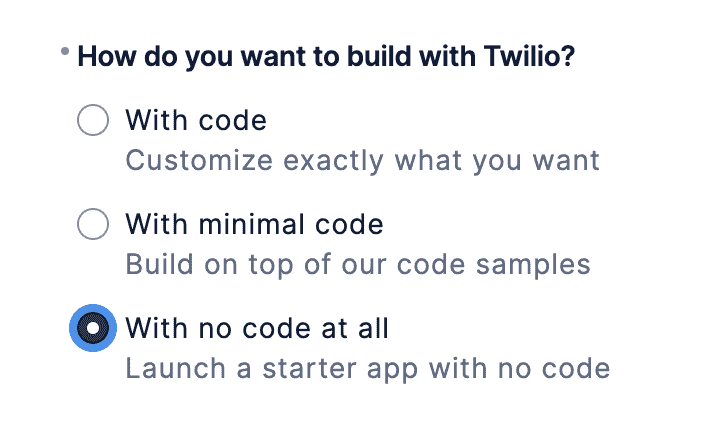 How do you want to build with Twilio?
With code
Customize exactly what you want
With minimal code
Build on top of our code samples
With no code at all
Launch a starter app with no code